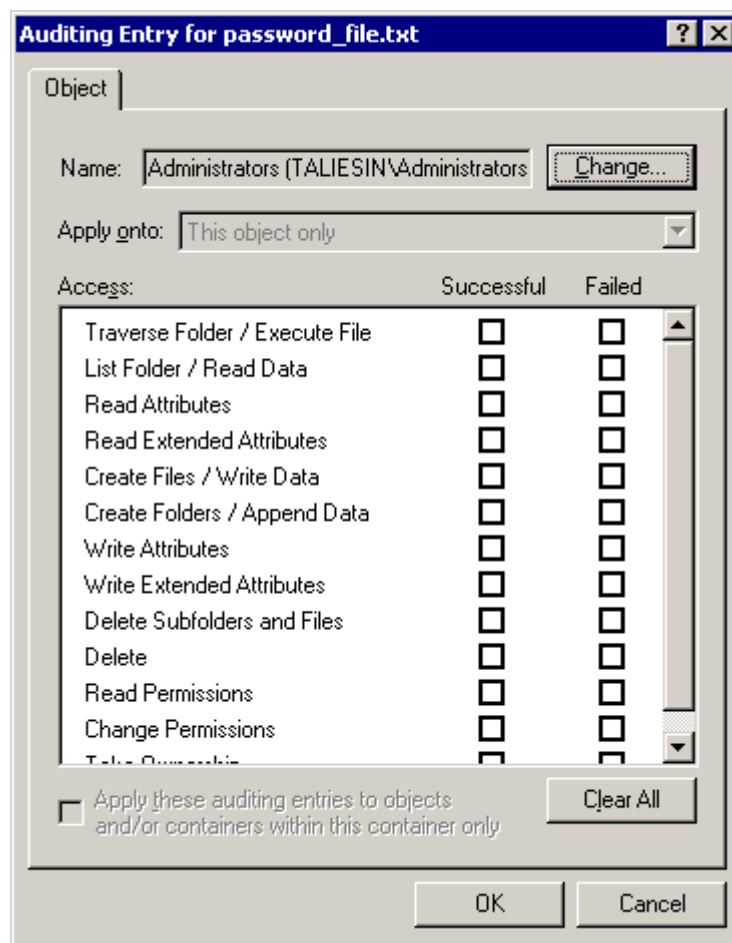 Auditing Entry for password_file.txt
Object
Name: Administrators (TALIESIN\Administrators Change...
Apply onto: This object only
Access: Successful Failed
Traverse Folder / Execute File
List Folder / Read Data
Read Attributes
Read Extended Attributes
Create Files / Write Data
Create Folders / Append Data
Write Attributes
Write Extended Attributes
Delete Subfolders and Files
Delete
Read Permissions
Change Permissions
Take Ownership
Apply these auditing entries to objects
and/or containers within this container only
Clear All
OK Cancel